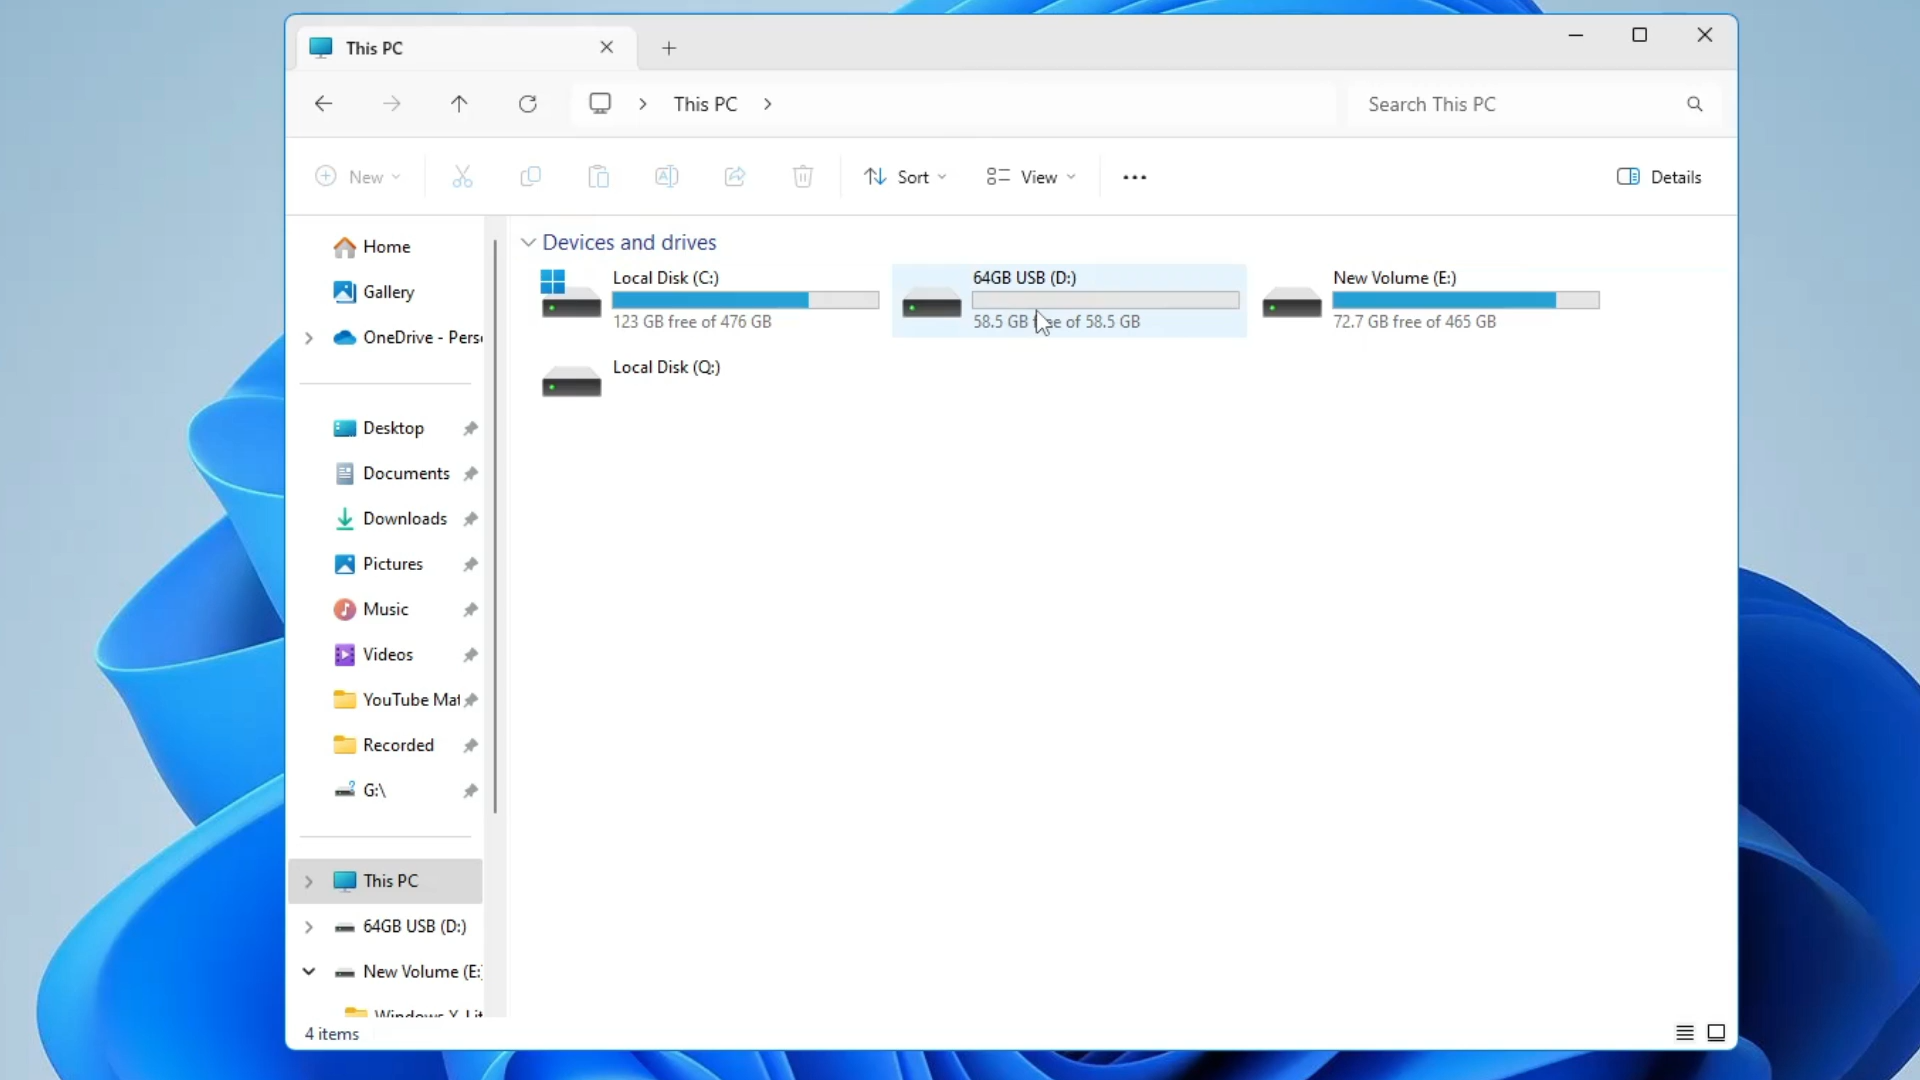 This PC
This PC
Search This PC
New
Sort
View
Details
Home
Gallery
OneDrive - Pers
Desktop
Documents
Downloads
Pictures
Music
Videos
YouTube Mat
Recorded
G:\
This PC
64GB USB (D:)
New Volume (E:
Windows X-Lit
Devices and drives
Local Disk (C:)
123 GB free of 476 GB
64GB USB (D:)
58.5 GB free of 58.5 GB
New Volume (E:)
72.7 GB free of 465 GB
Local Disk (Q:)
4 items